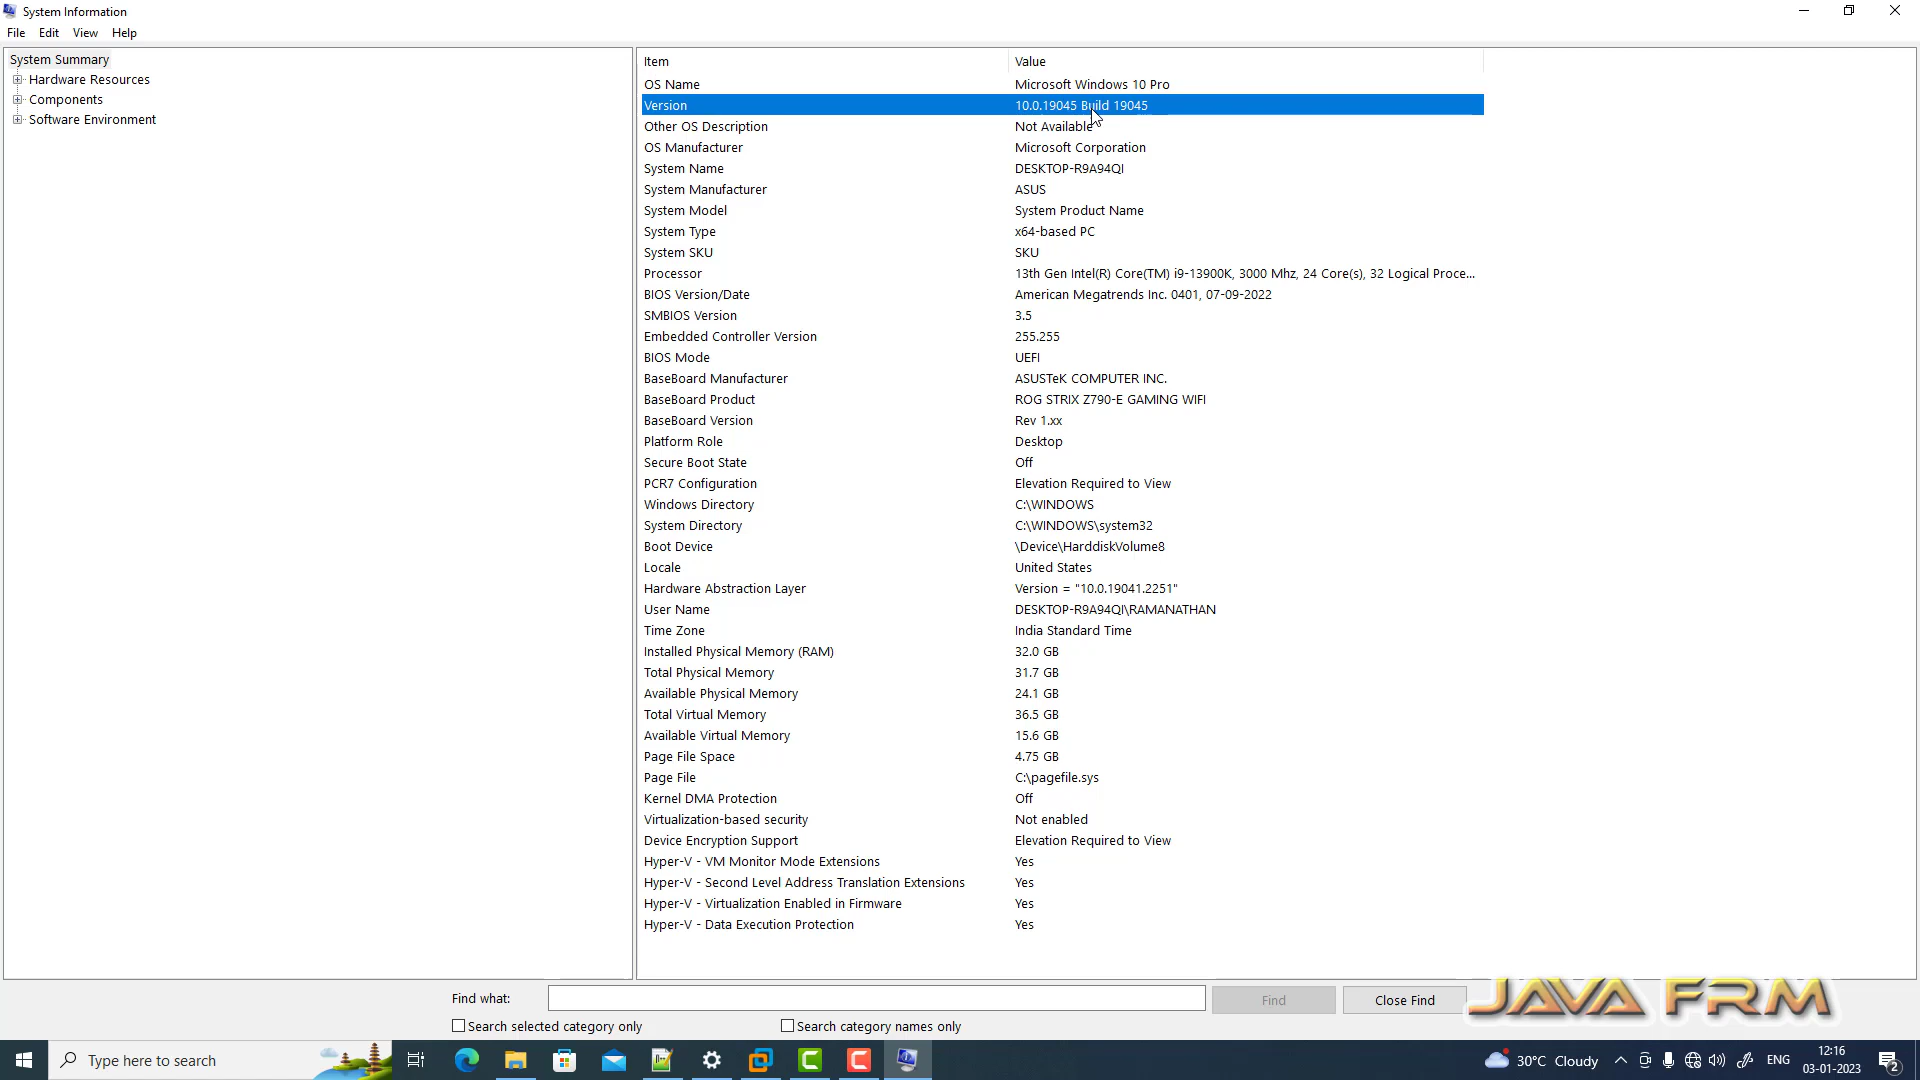 System Information
File Edit View Help
System Summary
Hardware Resources
Components
Software Environment
Item Value
OS Name Microsoft Windows 10 Pro
Version 10.0.19045 Build 19045
Other OS Description Not Available
OS Manufacturer Microsoft Corporation
System Name DESKTOP-R9A94QI
System Manufacturer ASUS
System Model System Product Name
System Type x64-based PC
System SKU SKU
Processor 13th Gen Intel(R) Core(TM) i9-13900K, 3000 Mhz, 24 Core(s), 32 Logical Proce...
BIOS Version/Date American Megatrends Inc. 0401, 07-09-2022
SMBIOS Version 3.5
Embedded Controller Version 255.255
BIOS Mode UEFI
BaseBoard Manufacturer ASUSTeK COMPUTER INC.
BaseBoard Product ROG STRIX Z790-E GAMING WIFI
BaseBoard Version Rev 1.xx
Platform Role Desktop
Secure Boot State Off
PCR7 Configuration Elevation Required to View
Windows Directory C:\WINDOWS
System Directory C:\WINDOWS\system32
Boot Device \Device\HarddiskVolume8
Locale United States
Hardware Abstraction Layer Version = "10.0.19041.2251"
User Name DESKTOP-R9A94QI\RAMANATHAN
Time Zone India Standard Time
Installed Physical Memory (RAM) 32.0 GB
Total Physical Memory 31.7 GB
Available Physical Memory 24.1 GB
Total Virtual Memory 36.5 GB
Available Virtual Memory 15.6 GB
Page File Space 4.75 GB
Page File C:\pagefile.sys
Kernel DMA Protection Off
Virtualization-based security Not enabled
Device Encryption Support Elevation Required to View
Hyper-V - VM Monitor Mode Extensions Yes
Hyper-V - Second Level Address Translation Extensions Yes
Hyper-V - Virtualization Enabled in Firmware Yes
Hyper-V - Data Execution Protection Yes
Find what: Find Close Find
Search selected category only Search category names only
JAVA FRM
Type here to search
30°C Cloudy
ENG
12:16
03-01-2023
2